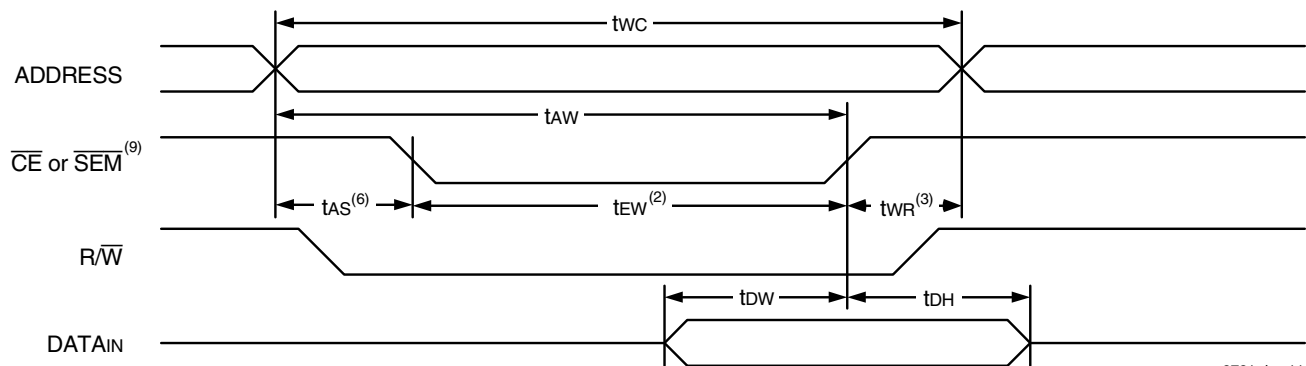 tWC
ADDRESS
tAW
CE or SEM(9)
tAS(6) tEW(2) tWR(3)
R/W
tDW tDH
DATAIN